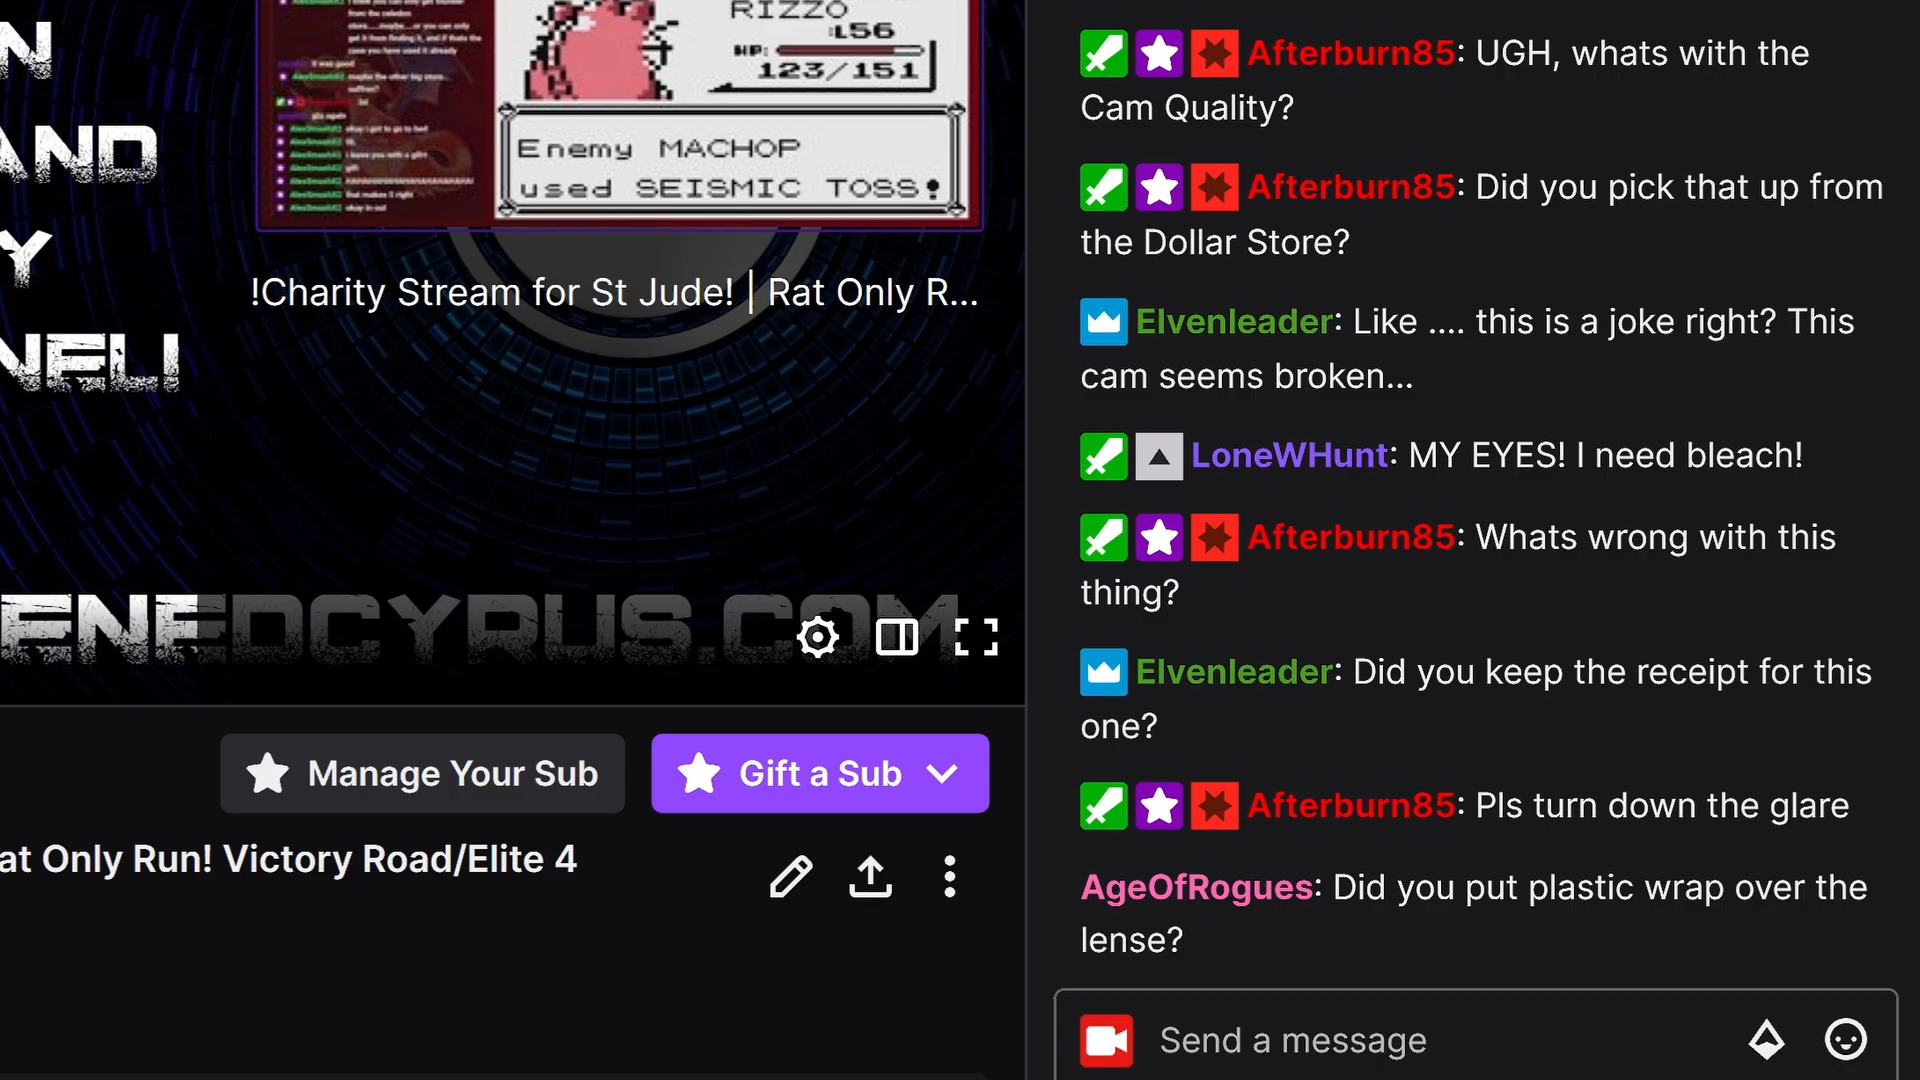 N
AND
Y
NELI
RIZZO
:L56
HP:
123/151
Enemy MACHOP
used SEISMIC TOSS!
!Charity Stream for St Jude! | Rat Only R...
ENEDCYRUS.COM
Manage Your Sub
Gift a Sub
at Only Run! Victory Road/Elite 4
Afterburn85: UGH, whats with the
Cam Quality?
Afterburn85: Did you pick that up from
the Dollar Store?
Elvenleader: Like .... this is a joke right? This
cam seems broken...
LoneWHunt: MY EYES! I need bleach!
Afterburn85: Whats wrong with this
thing?
Elvenleader: Did you keep the receipt for this
one?
Afterburn85: Pls turn down the glare
AgeOfRogues: Did you put plastic wrap over the
lense?
Send a message